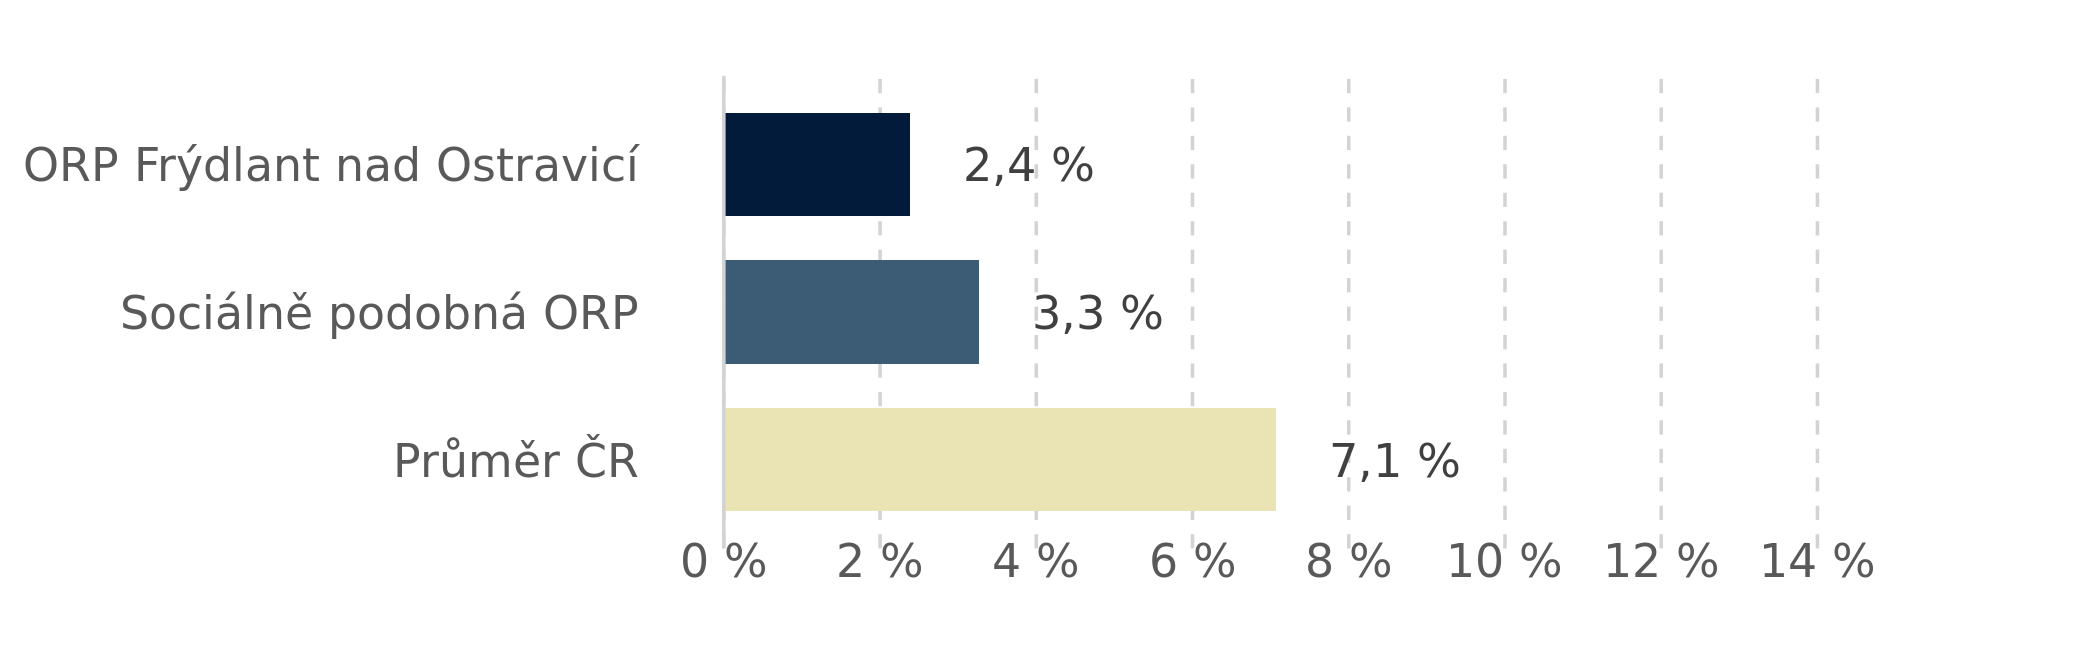 ORP Frýdlant nad Ostravicí 2,4 %
Sociálně podobná ORP 3,3 %
Průměr ČR 7,1 %
0 % 2 % 4 % 6 % 8 % 10 % 12 % 14 %